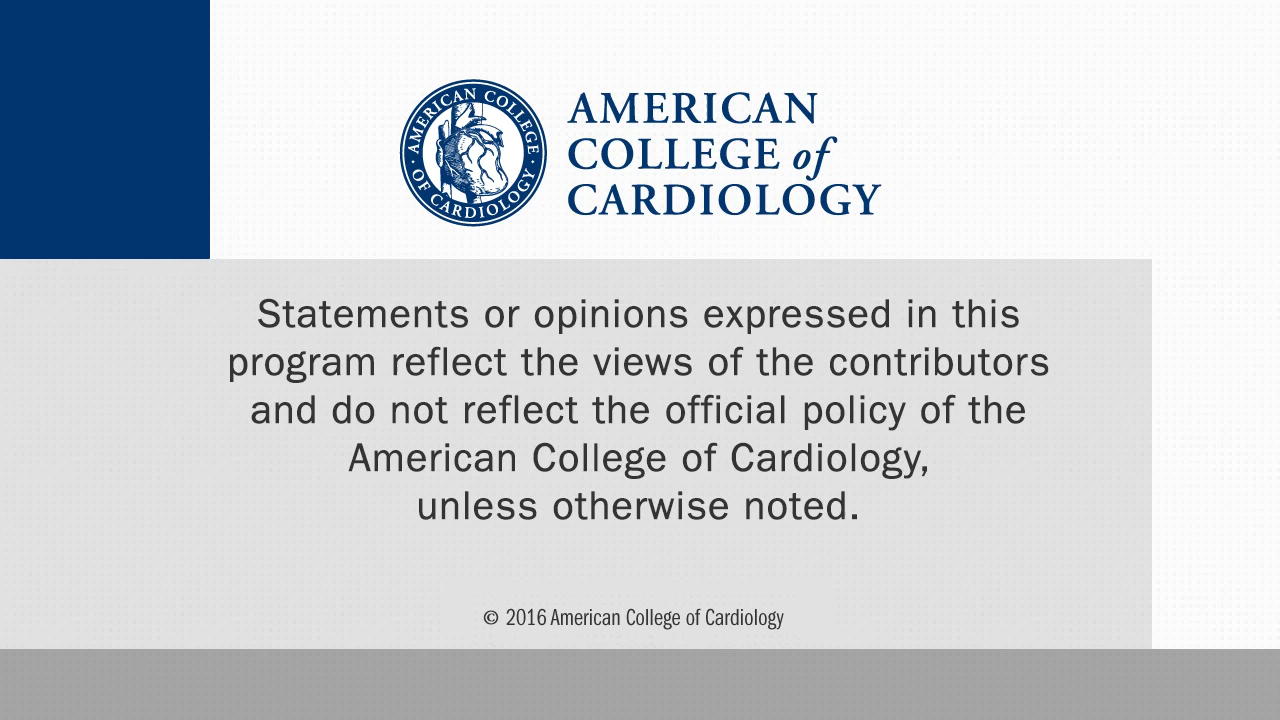 AMERICAN COLLEGE
· OF CARDIOLOGY ·
AMERICAN
COLLEGE of
CARDIOLOGY
Statements or opinions expressed in this
program reflect the views of the contributors
and do not reflect the official policy of the
American College of Cardiology,
unless otherwise noted.
© 2016 American College of Cardiology